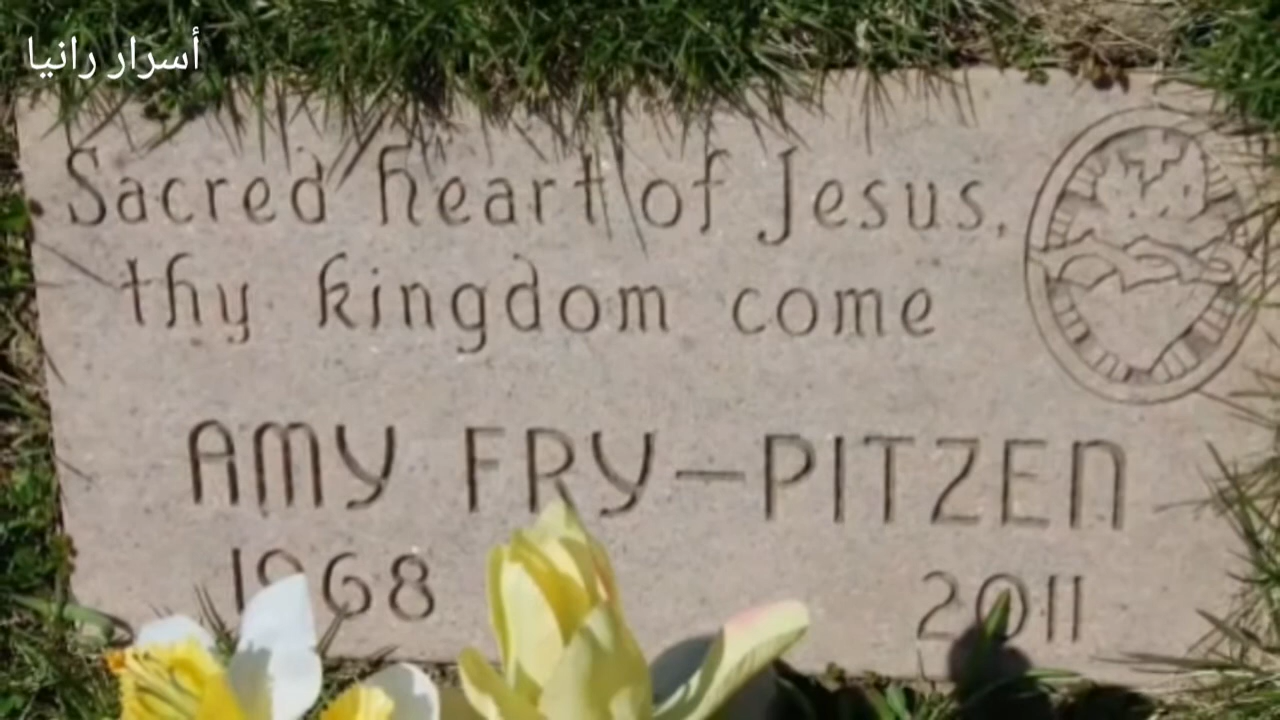 أسرار رانيا
Sacred heart of Jesus,
thy kingdom come
AMY FRY-PITZEN
1968 2011